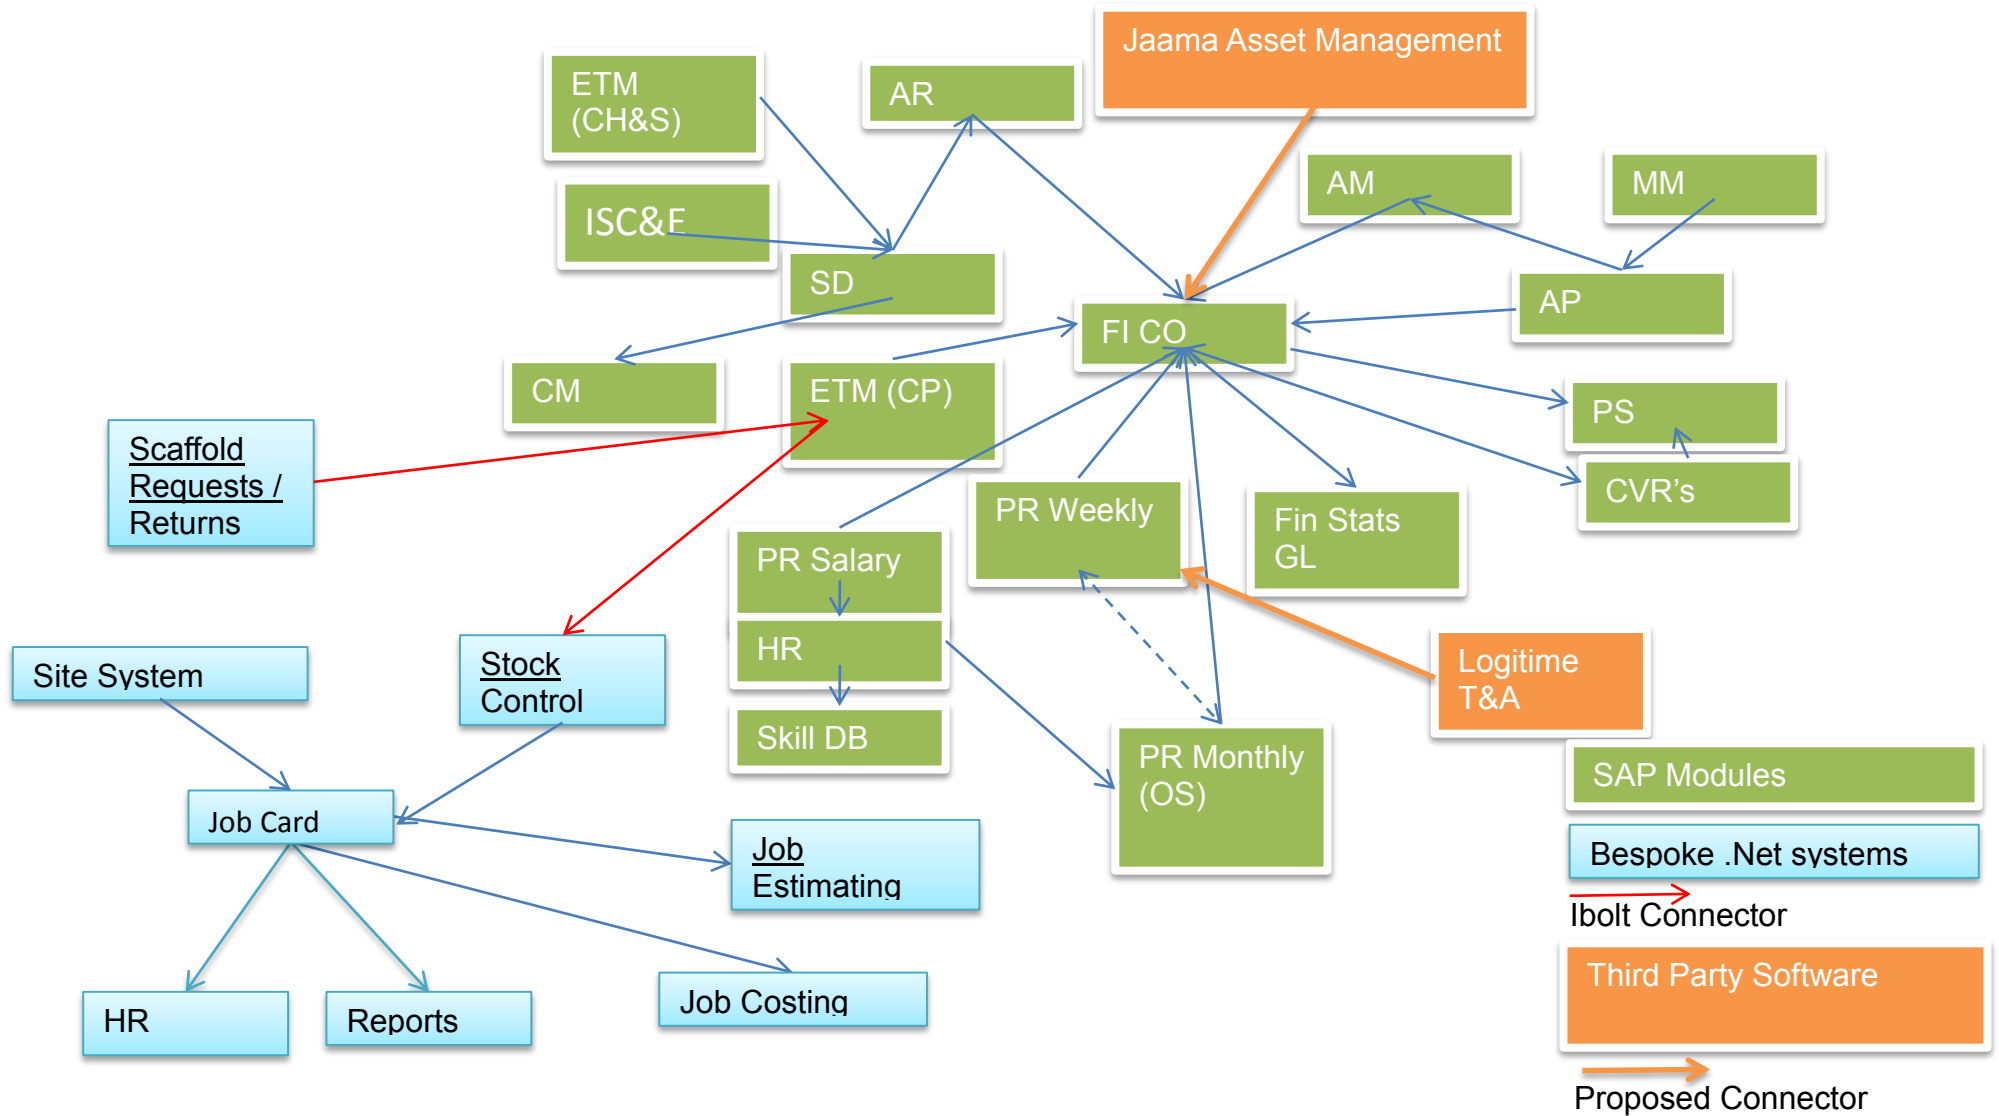 Jaama Asset Management
ETM
(CH&S)
AR
AM
MM
ISC&F
SD
AP
FI CO
CM
ETM (CP)
PS
Scaffold
Requests /
Returns
CVR's
PR Weekly
Fin Stats
GL
PR Salary
HR
Skill DB
Site System
Stock
Control
Logitime
T&A
PR Monthly
(OS)
SAP Modules
Job Card
Job
Estimating
Bespoke .Net systems
Ibolt Connector
Third Party Software
HR
Reports
Job Costing
Proposed Connector